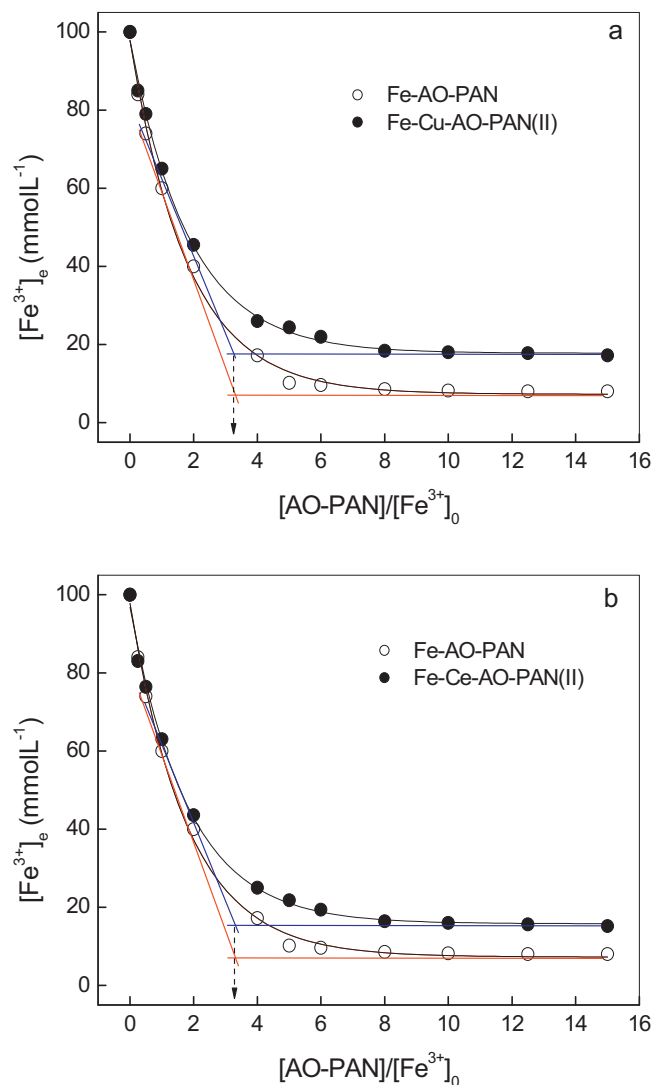 a
Fe-AO-PAN
Fe-Cu-AO-PAN(II)
[Fe³⁺]ₑ (mmolL⁻¹)
100
80
60
40
20
0
0 2 4 6 8 10 12 14 16
[AO-PAN]/[Fe³⁺]₀
b
Fe-AO-PAN
Fe-Ce-AO-PAN(II)
[Fe³⁺]ₑ (mmolL⁻¹)
100
80
60
40
20
0
0 2 4 6 8 10 12 14 16
[AO-PAN]/[Fe³⁺]₀